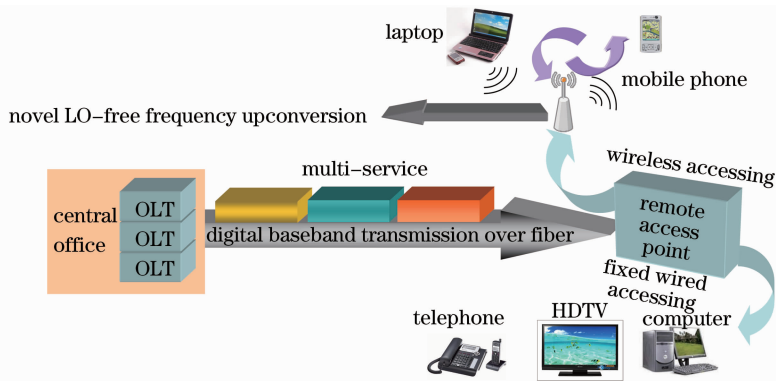 laptop
mobile phone
novel LO−free frequency upconversion
multi−service
wireless accessing
central
office
OLT
OLT
OLT
digital baseband transmission over fiber
remote
access
point
fixed wired
accessing
telephone
HDTV
computer